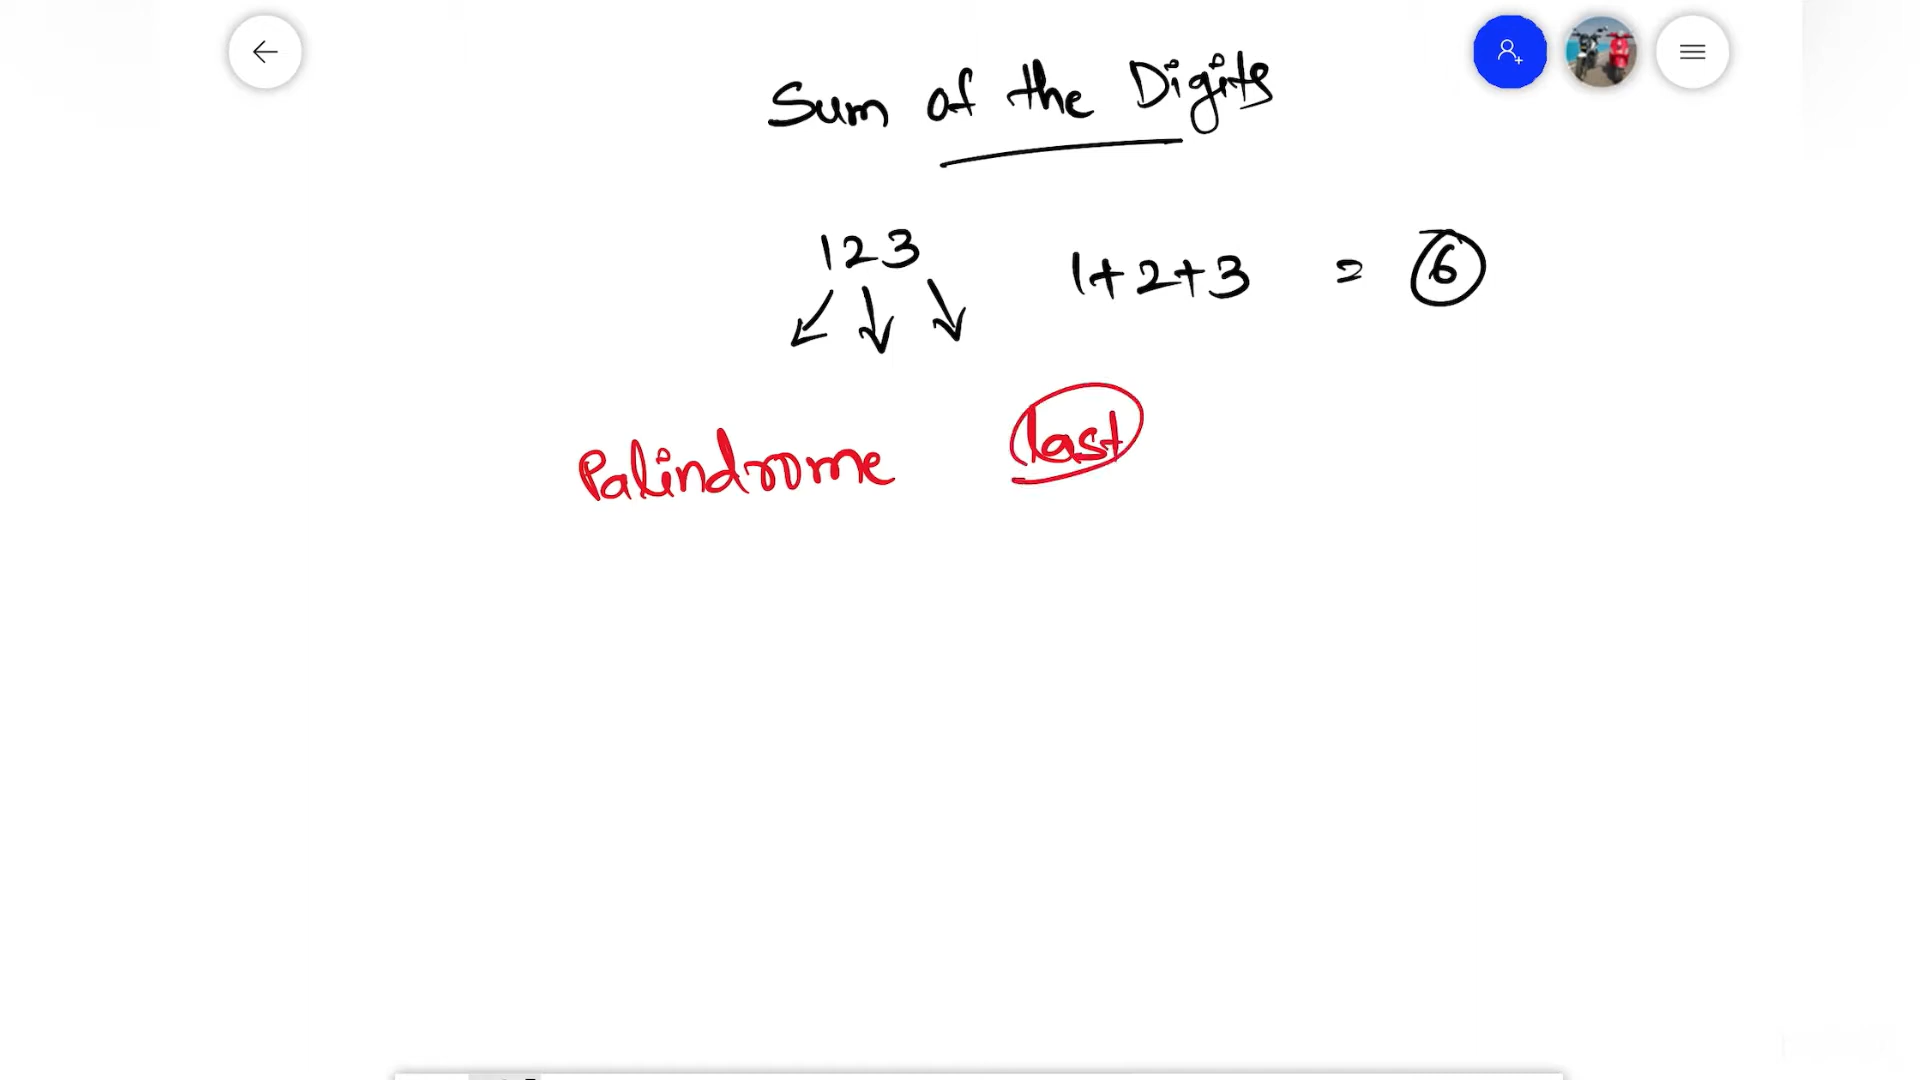 Sum of the Digits
123 1+2+3 = 6
Palindrome last